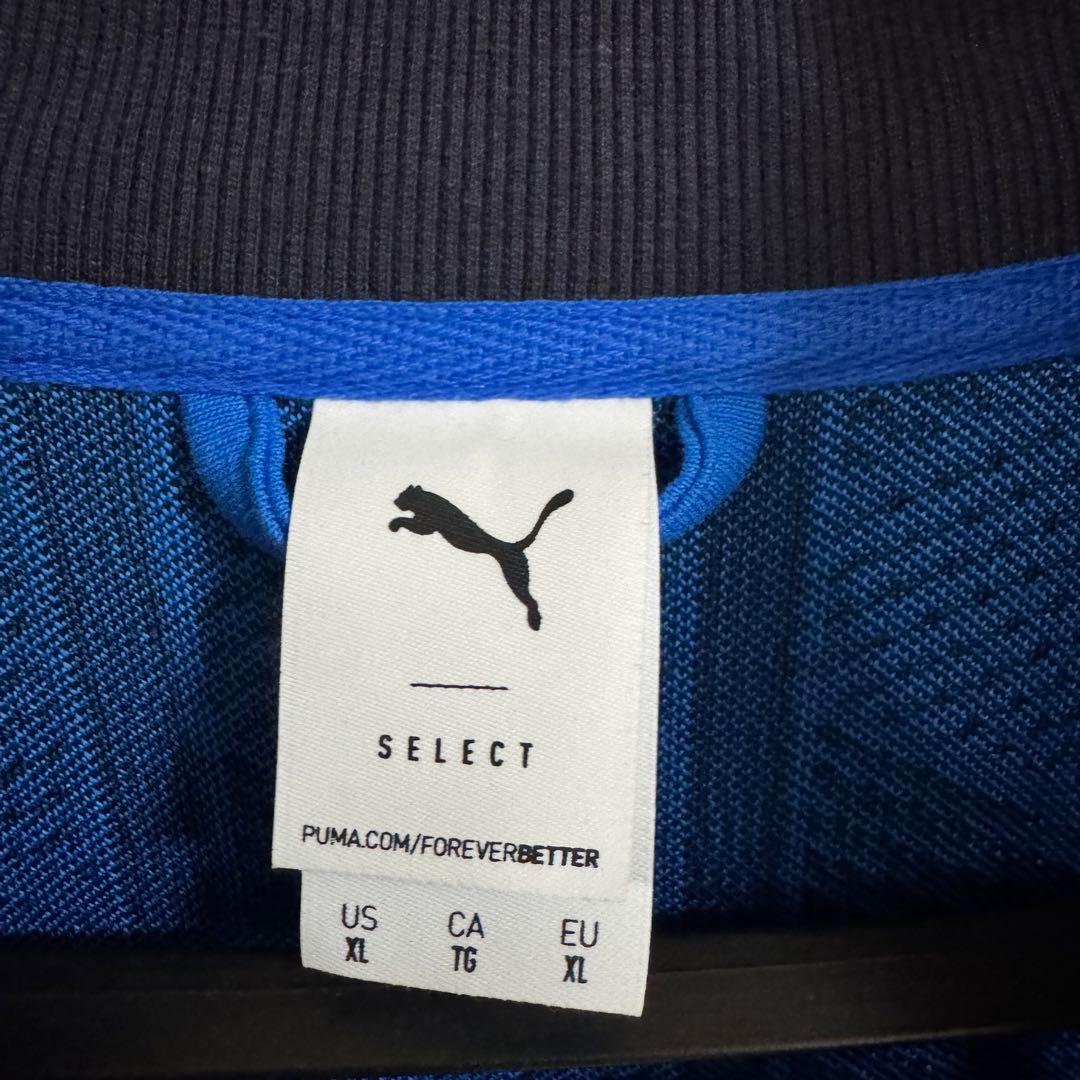 SELECT
PUMA.COM/FOREVERBETTER
US CA EU
XL TG XL